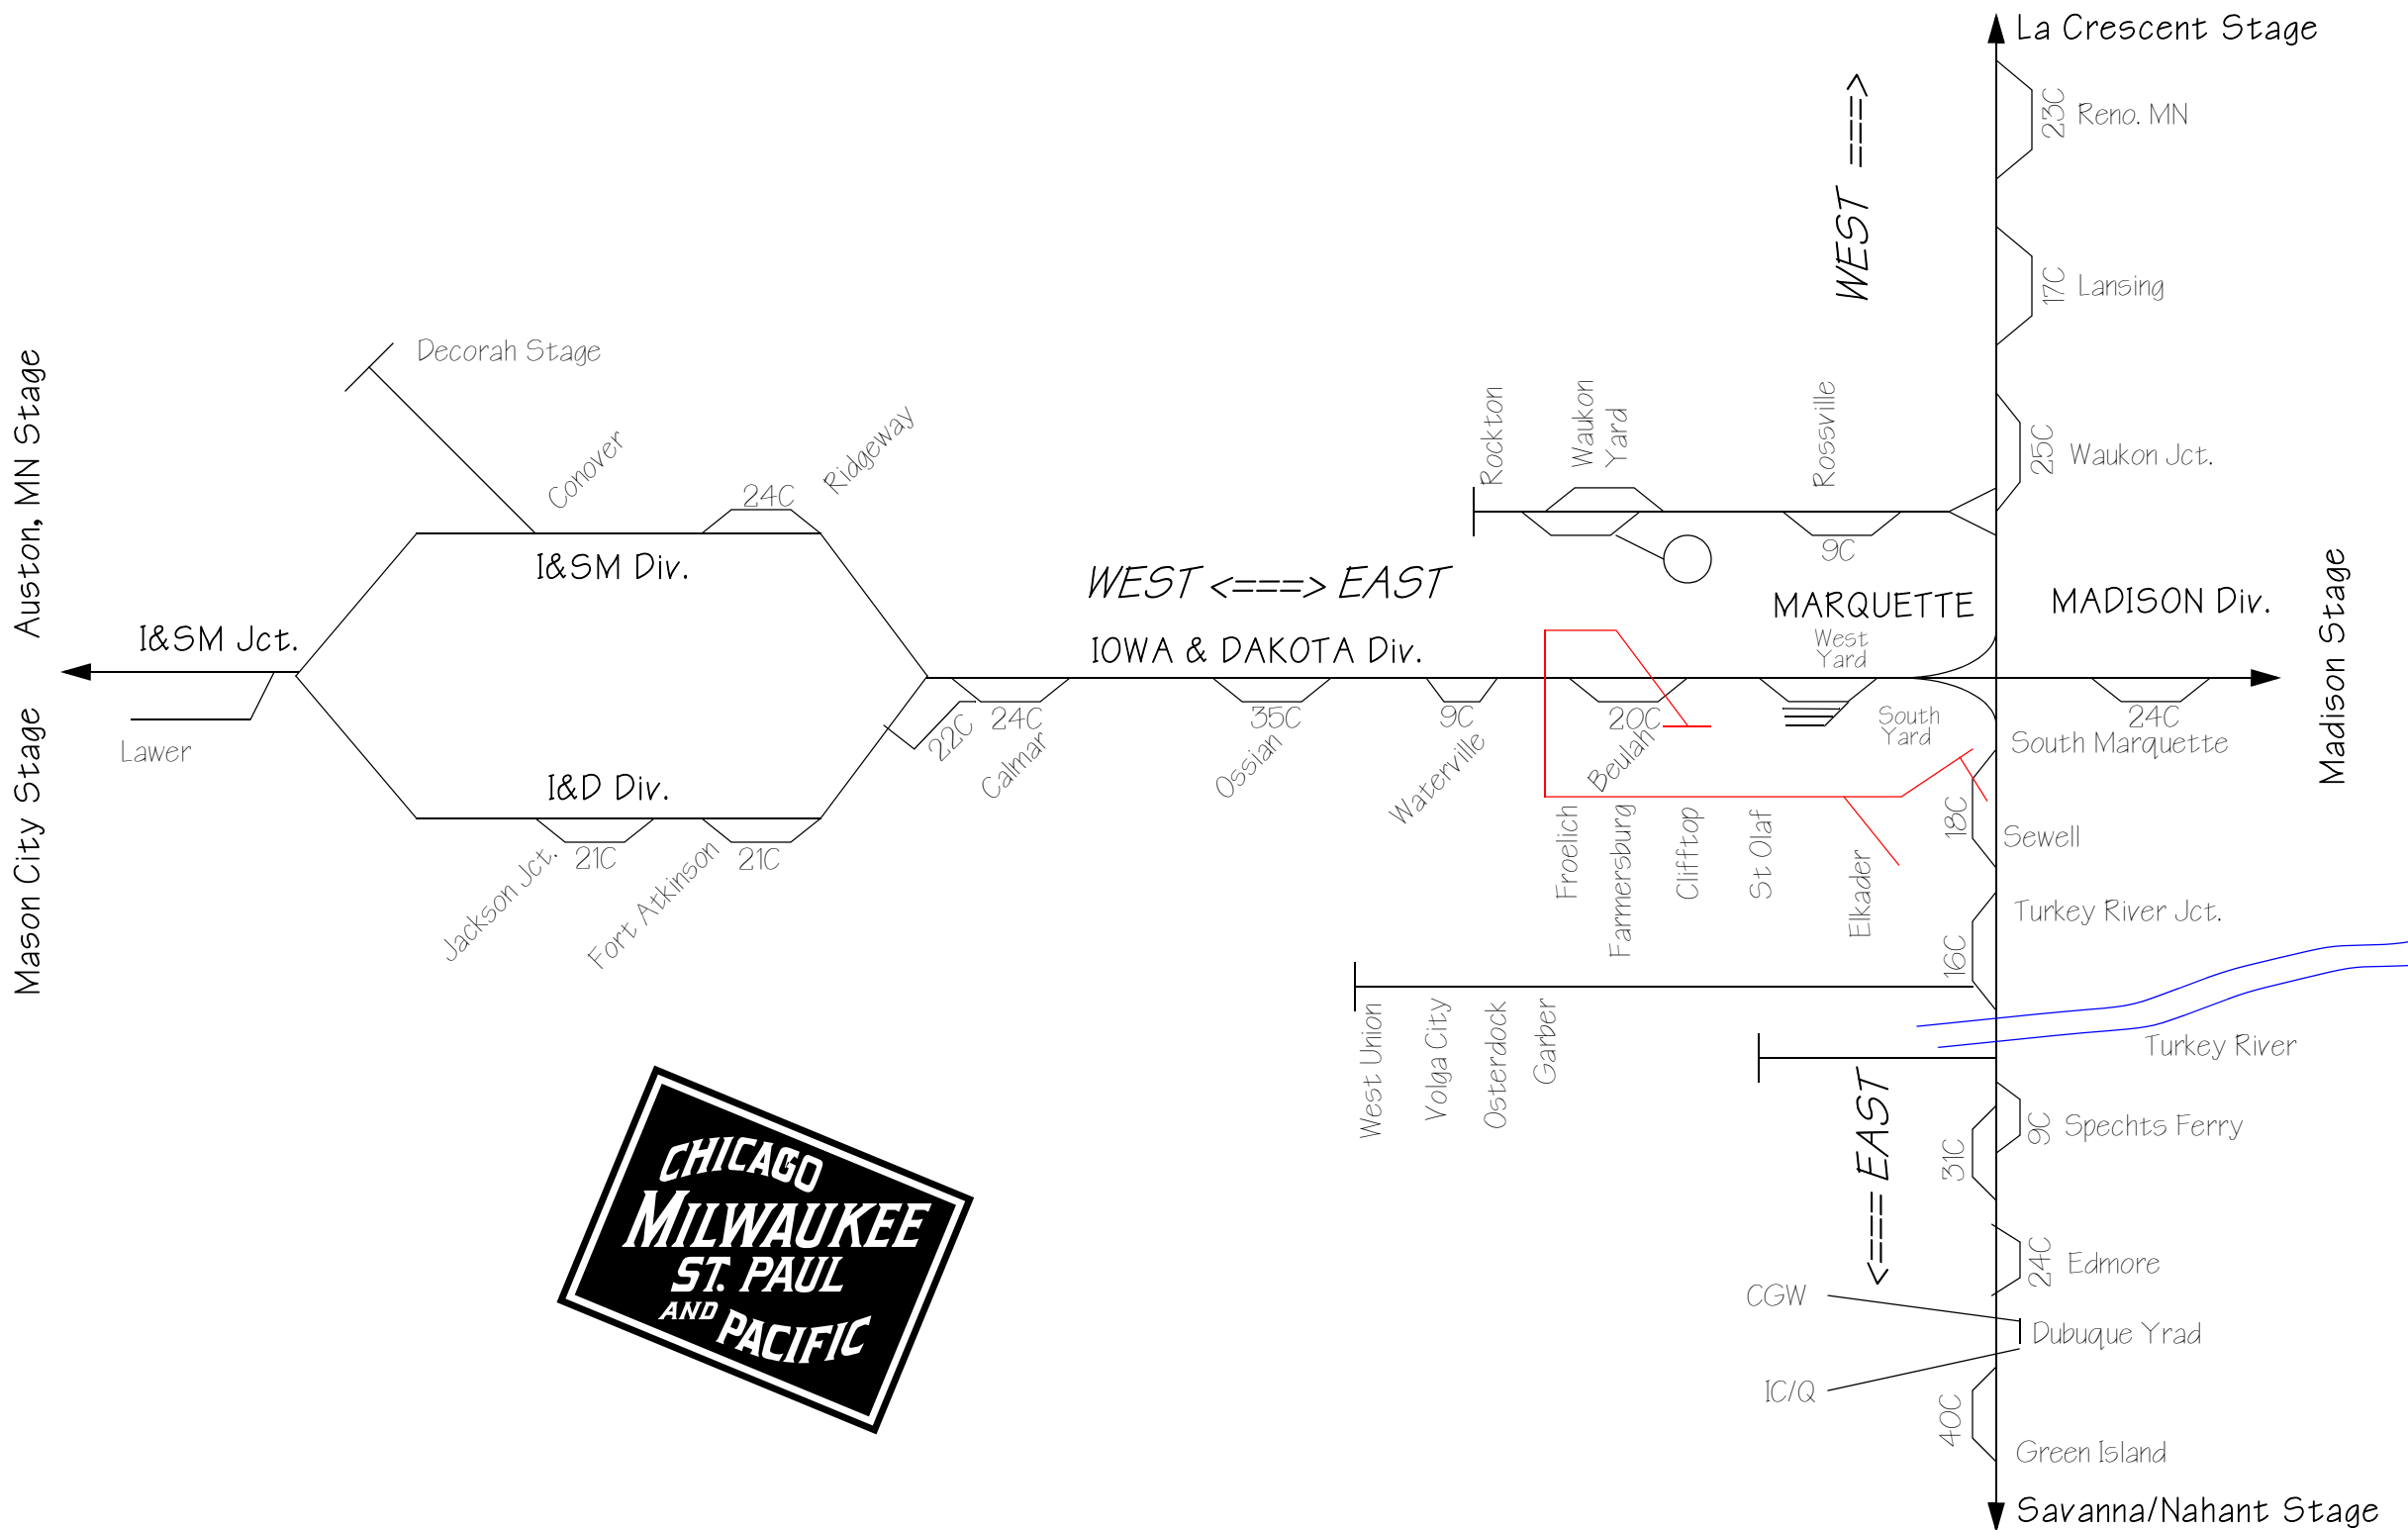 La Crescent Stage
WEST ===>
23C
Reno. MN
17C
Lansing
25C
Waukon Jct.
Auston, MN Stage
Decorah Stage
Conover
24C
Ridgeway
I&SM Div.
I&SM Jct.
Lawer
Mason City Stage
I&D Div.
21C
Jackson Jct.
21C
Fort Atkinson
WEST <===> EAST
IOWA & DAKOTA Div.
22C
24C
Calmar
35C
Ossian
9C
Waterville
20C
Beulah
Rockton
Waukon
Yard
Rossville
9C
MARQUETTE
West
Yard
South
Yard
MADISON Div.
Madison Stage
24C
South Marquette
18C
Sewell
Froelich
Farmersburg
Clifftop
St Olaf
Elkader
Turkey River Jct.
16C
West Union
Volga City
Osterdock
Garber
Turkey River
<=== EAST
9C
Spechts Ferry
31C
24C
Edmore
CGW
Dubuque Yrad
IC/Q
40C
Green Island
Savanna/Nahant Stage
CHICAGO
MILWAUKEE
ST. PAUL
AND PACIFIC